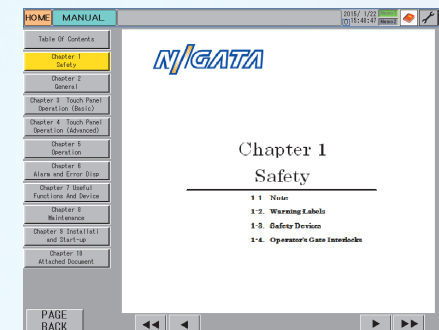 HOME MANUAL
2015/ 1/22
15:48:47
Table Of Contents
Chapter 1
Safety
Chapter 2
General
Chapter 3 Touch Panel
Operation (Basic)
Chapter 4 Touch Panel
Operation (Advanced)
Chapter 5
Operation
Chapter 6
Alarm and Error Disp
Chapter 7 Useful
Functions And Device
Chapter 8
Maintenance
Chapter 9 Installati
and Start-up
Chapter 10
Attached Document
PAGE
BACK
NIIGATA
Chapter 1
Safety
1-1. Note
1-2. Warning Labels
1-3. Safety Devices
1-4. Operator's Gate Interlocks